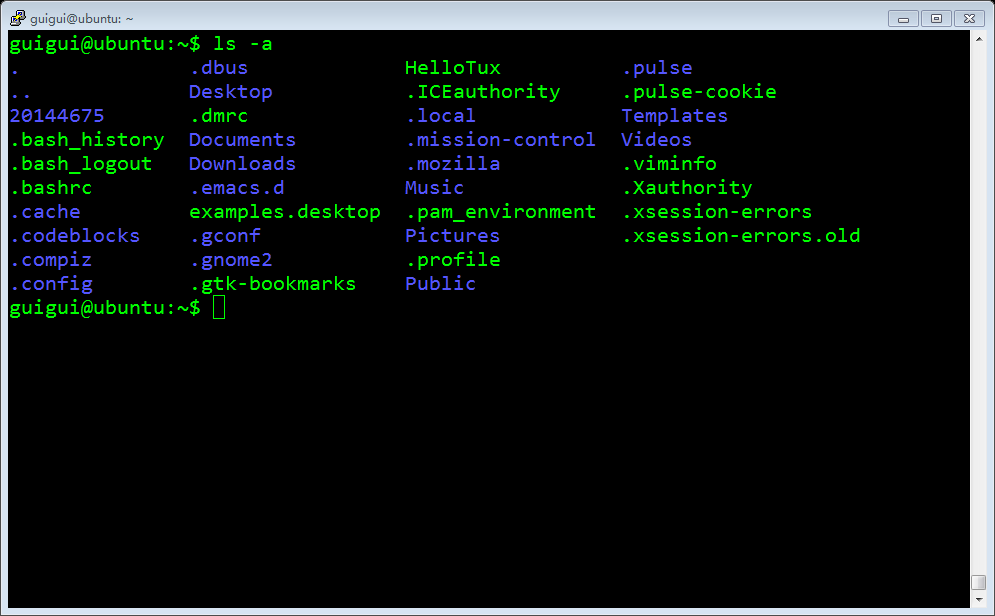 guigui@ubuntu: ~
guigui@ubuntu:~$ ls -a
. .dbus HelloTux .pulse
.. Desktop .ICEauthority .pulse-cookie
20144675 .dmrc .local Templates
.bash_history Documents .mission-control Videos
.bash_logout Downloads .mozilla .viminfo
.bashrc .emacs.d Music .Xauthority
.cache examples.desktop .pam_environment .xsession-errors
.codeblocks .gconf Pictures .xsession-errors.old
.compiz .gnome2 .profile
.config .gtk-bookmarks Public
guigui@ubuntu:~$